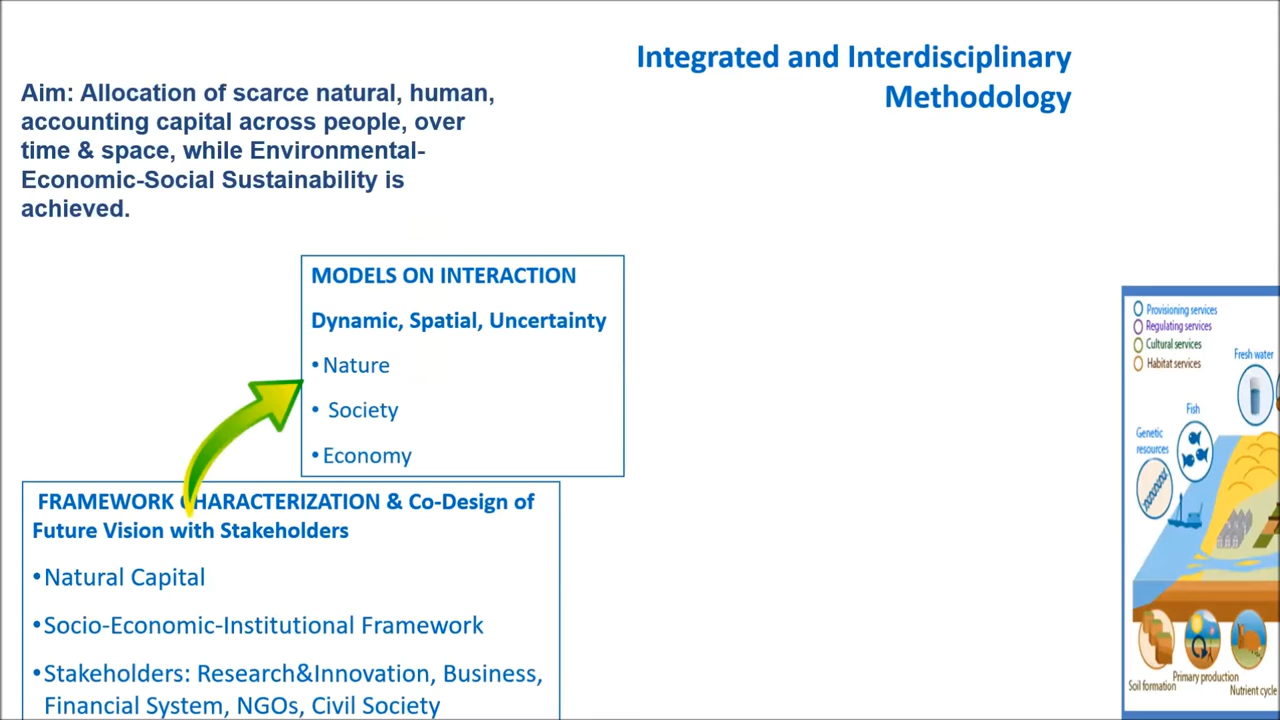 Integrated and Interdisciplinary
Methodology
Aim: Allocation of scarce natural, human,
accounting capital across people, over
time & space, while Environmental-
Economic-Social Sustainability is
achieved.
MODELS ON INTERACTION
Dynamic, Spatial, Uncertainty
•Nature
• Society
•Economy
FRAMEWORK CHARACTERIZATION & Co-Design of
Future Vision with Stakeholders
•Natural Capital
•Socio-Economic-Institutional Framework
•Stakeholders: Research&Innovation, Business,
Financial System, NGOs, Civil Society
Provisioning services
Regulating services
Cultural services
Habitat services
Fresh water
Fish
Genetic
resources
Soil formation
Primary production
Nutrient cycle